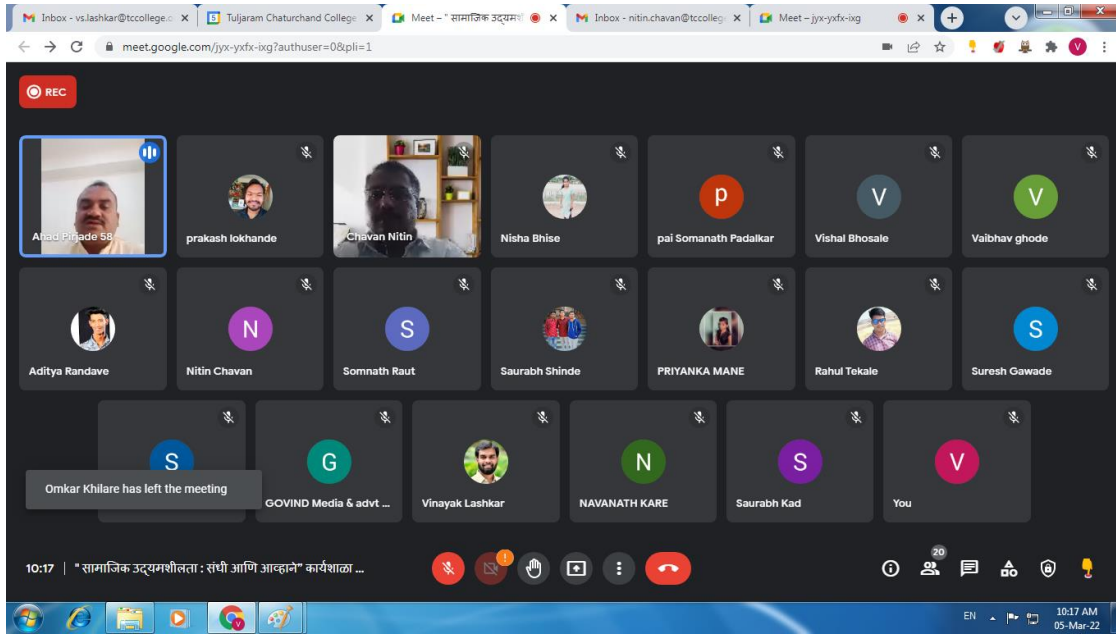 Inbox - vs.lashkar@tccollege.o
Tuljaram Chaturchand College
Meet – " सामाजिक उद्यमश
Inbox - nitin.chavan@tccolleg
Meet – jyx-yxfx-ixg
meet.google.com/jyx-yxfx-ixg?authuser=0&pli=1
V
REC
Ahad Pirjade 58
prakash lokhande
Chavan Nitin
Nisha Bhise
p
pai Somanath Padalkar
V
Vishal Bhosale
V
Vaibhav ghode
Aditya Randave
N
Nitin Chavan
S
Somnath Raut
Saurabh Shinde
PRIYANKA MANE
Rahul Tekale
S
Suresh Gawade
S
Omkar Khilare has left the meeting
G
GOVIND Media & advt ...
Vinayak Lashkar
N
NAVANATH KARE
S
Saurabh Kad
V
You
10:17 | " सामाजिक उद्यमशीलता : संधी आणि आव्हाने" कार्यशाळा ...
20
EN
10:17 AM
05-Mar-22